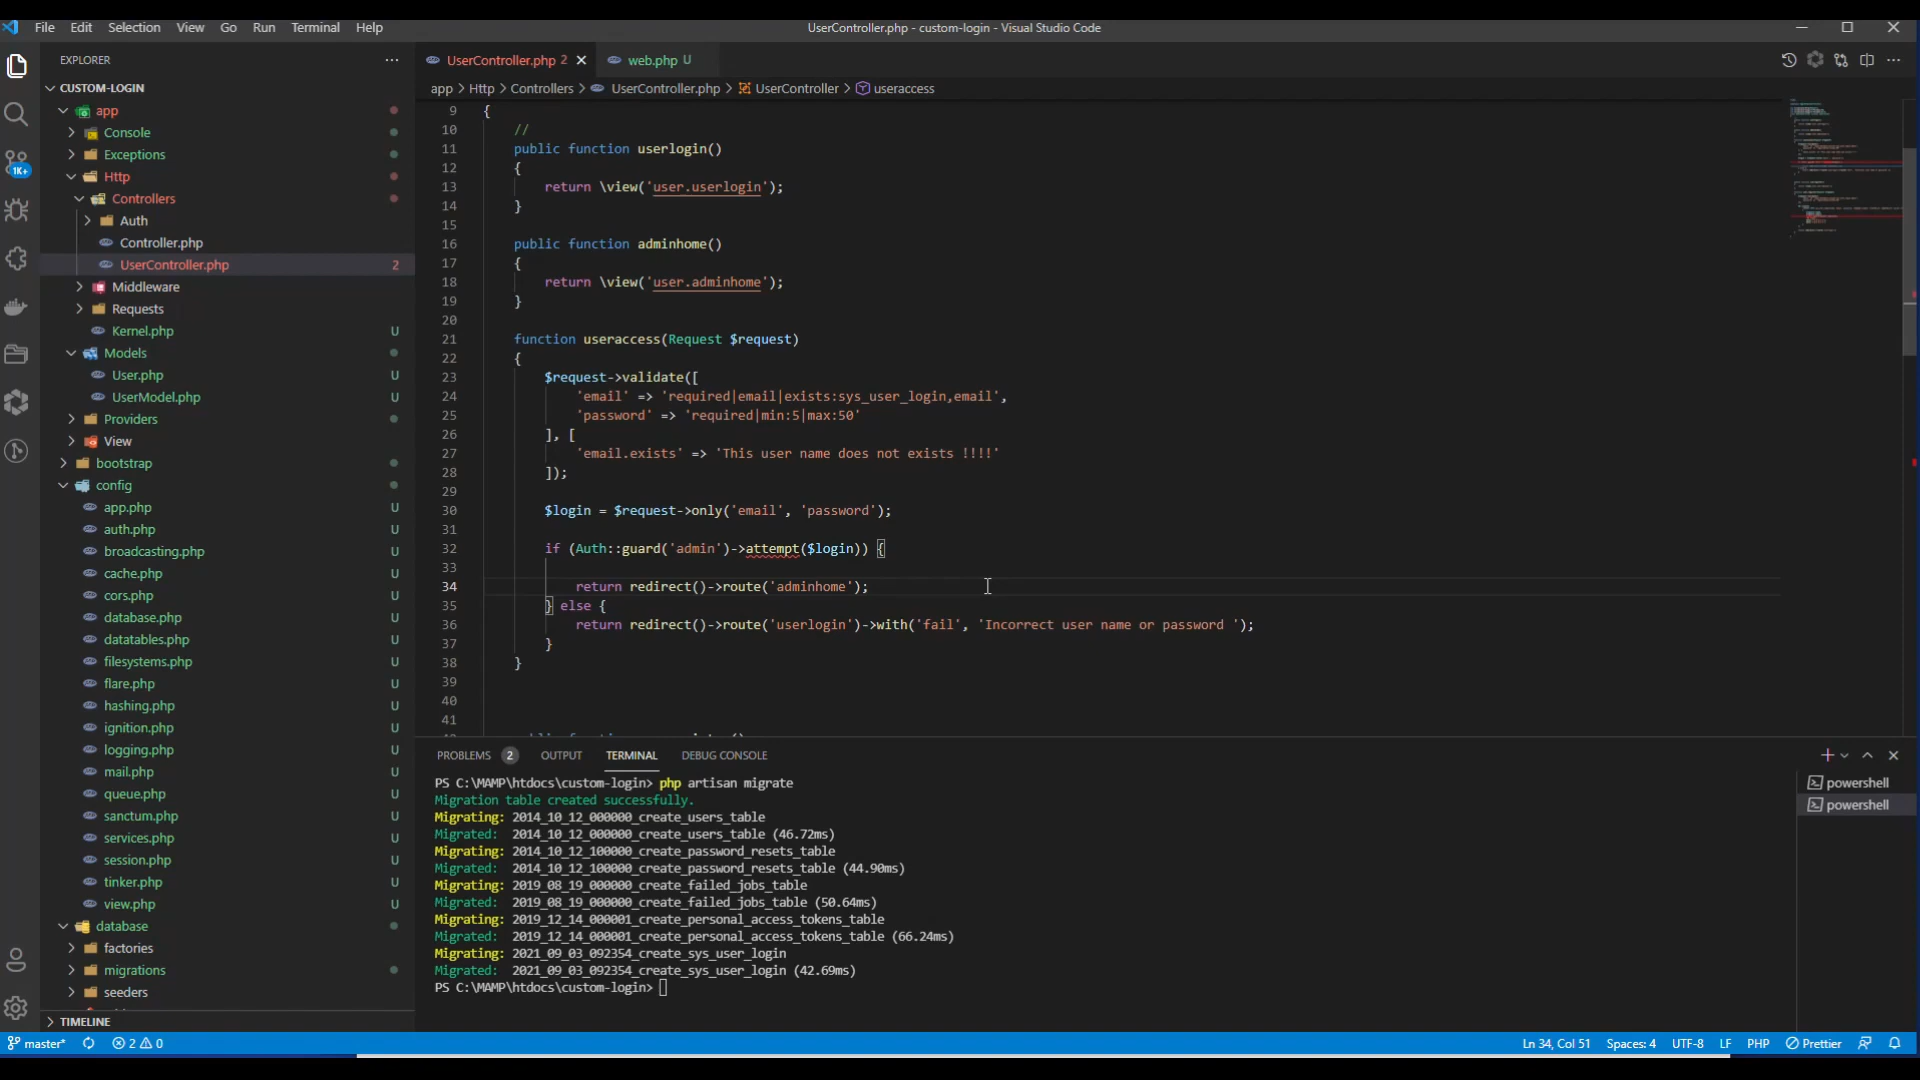 File Edit Selection View Go Run Terminal Help
UserController.php - custom-login - Visual Studio Code
EXPLORER
CUSTOM-LOGIN
app
Console
Exceptions
Http
Controllers
Auth
Controller.php
UserController.php 2
Middleware
Requests
Kernel.php U
Models
User.php U
UserModel.php U
Providers
View
bootstrap
config
app.php U
auth.php U
broadcasting.php U
cache.php U
cors.php U
database.php U
datatables.php U
filesystems.php U
flare.php U
hashing.php U
ignition.php U
logging.php U
mail.php U
queue.php U
sanctum.php U
services.php U
session.php U
tinker.php U
view.php U
database
factories
migrations
seeders
TIMELINE
1K+
UserController.php 2 web.php U
app > Http > Controllers > UserController.php > UserController > useraccess
9 {
10 //
11 public function userlogin()
12 {
13 return \view('user.userlogin');
14 }
15
16 public function adminhome()
17 {
18 return \view('user.adminhome');
19 }
20
21 function useraccess(Request $request)
22 {
23 $request->validate([
24 'email' => 'required|email|exists:sys_user_login,email',
25 'password' => 'required|min:5|max:50'
26 ], [
27 'email.exists' => 'This user name does not exists !!!!'
28 ]);
29
30 $login = $request->only('email', 'password');
31
32 if (Auth::guard('admin')->attempt($login)) {
33
34 return redirect()->route('adminhome');
35 } else {
36 return redirect()->route('userlogin')->with('fail', 'Incorrect user name or password ');
37 }
38 }
39
40
41
PROBLEMS 2 OUTPUT TERMINAL DEBUG CONSOLE
PS C:\MAMP\htdocs\custom-login> php artisan migrate
Migration table created successfully.
Migrating: 2014_10_12_000000_create_users_table
Migrated: 2014_10_12_000000_create_users_table (46.72ms)
Migrating: 2014_10_12_100000_create_password_resets_table
Migrated: 2014_10_12_100000_create_password_resets_table (44.90ms)
Migrating: 2019_08_19_000000_create_failed_jobs_table
Migrated: 2019_08_19_000000_create_failed_jobs_table (50.64ms)
Migrating: 2019_12_14_000001_create_personal_access_tokens_table
Migrated: 2019_12_14_000001_create_personal_access_tokens_table (66.24ms)
Migrating: 2021_09_03_092354_create_sys_user_login
Migrated: 2021_09_03_092354_create_sys_user_login (42.69ms)
PS C:\MAMP\htdocs\custom-login>
powershell
powershell
master* 2 0 Ln 34, Col 51 Spaces: 4 UTF-8 LF PHP Prettier